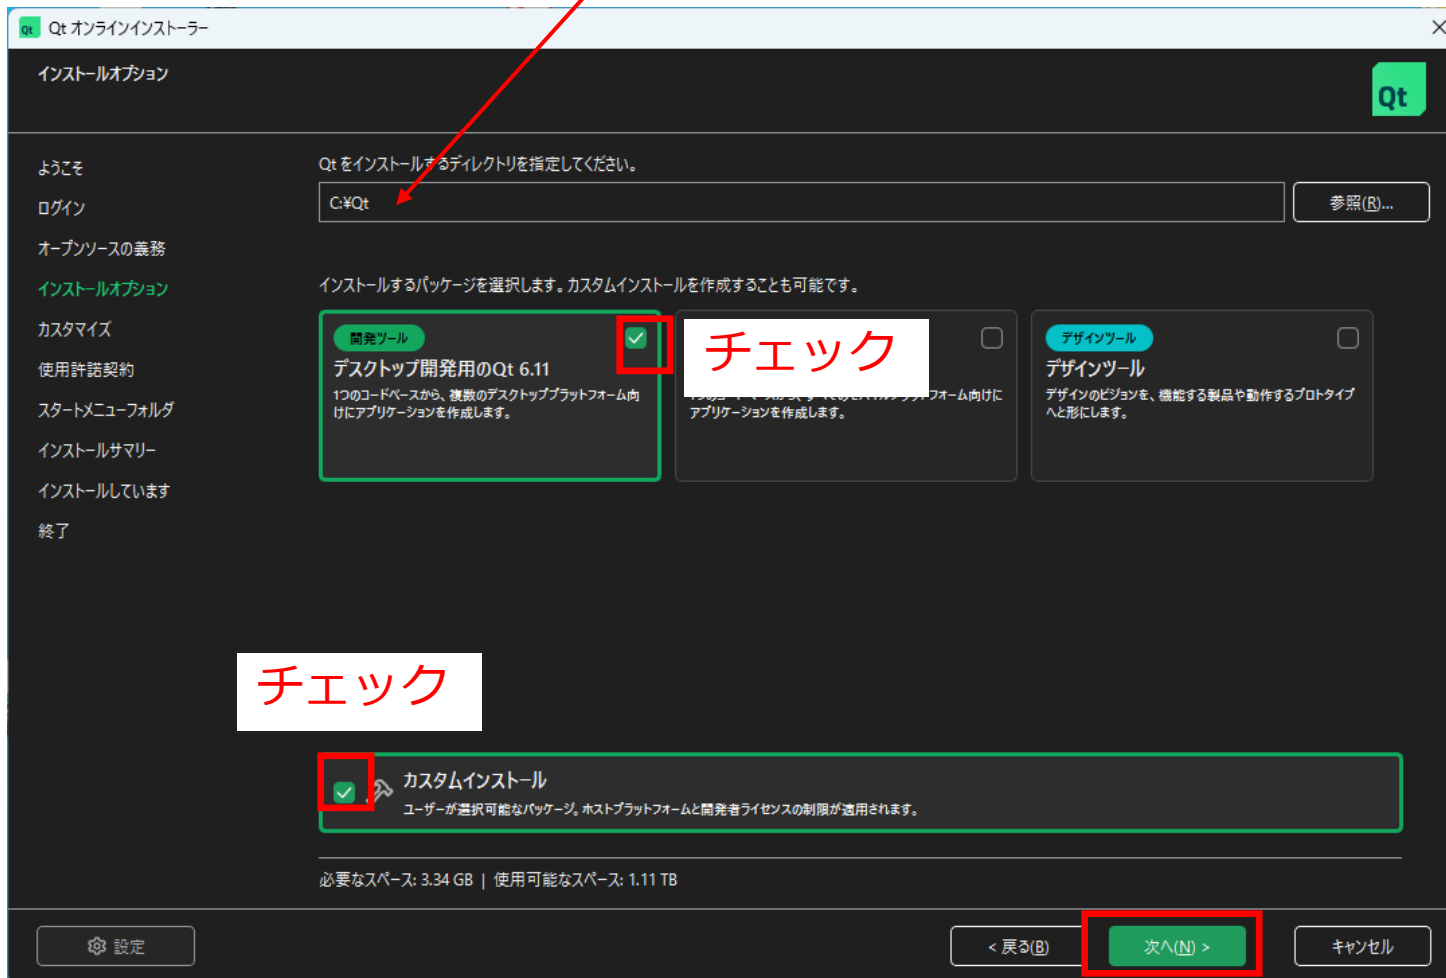 Qt オンラインインストーラー
インストールオプション
Qt
ようこそ
ログイン
オープンソースの義務
インストールオプション
カスタマイズ
使用許諾契約
スタートメニューフォルダ
インストールサマリー
インストールしています
終了
Qt をインストールするディレクトリを指定してください。
C:¥Qt
参照(R)...
インストールするパッケージを選択します。カスタムインストールを作成することも可能です。
開発ツール
デスクトップ開発用のQt 6.11
1つのコードベースから、複数のデスクトッププラットフォーム向
けにアプリケーションを作成します。
チェック
フォーム向けに
アプリケーションを作成します。
デザインツール
デザインツール
デザインのビジョンを、機能する製品や動作するプロトタイプ
へと形にします。
チェック
カスタムインストール
ユーザーが選択可能なパッケージ。ホストプラットフォームと開発者ライセンスの制限が適用されます。
必要なスペース: 3.34 GB | 使用可能なスペース: 1.11 TB
設定
< 戻る(B)
次へ(N) >
キャンセル